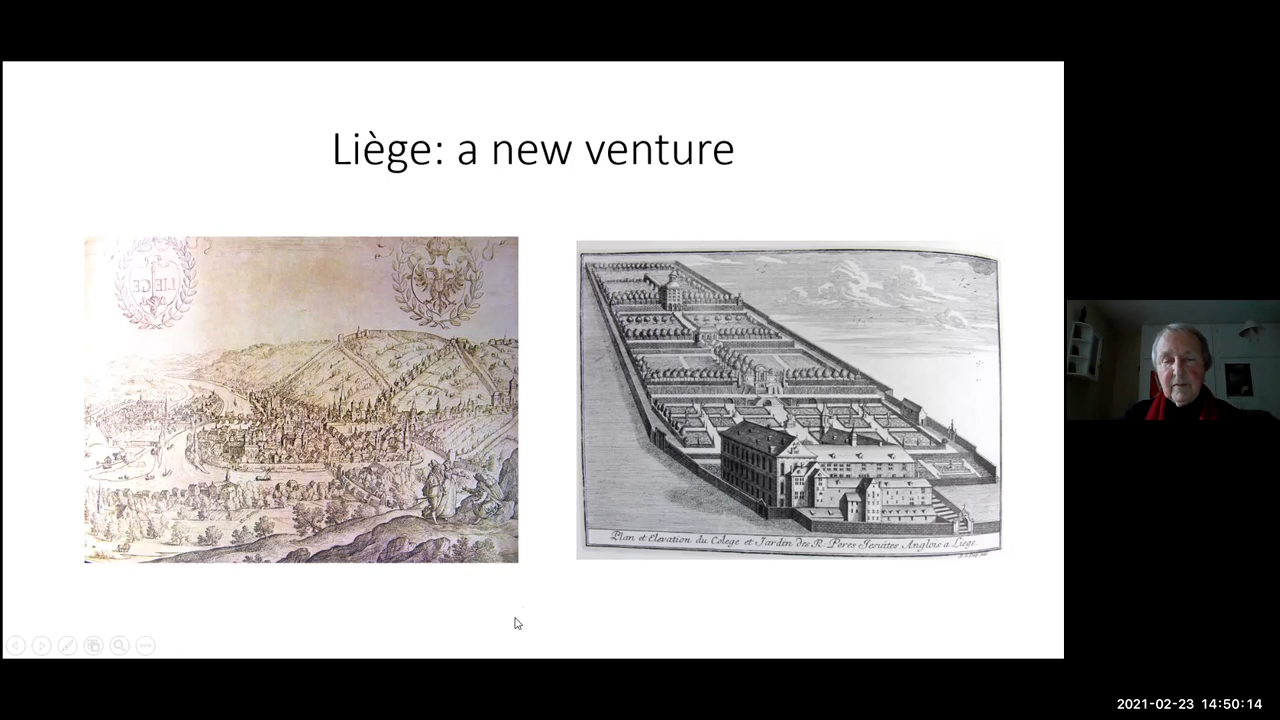 Liège: a new venture
LIEGE
Plan et Elevation du Colege et Jardin des R. Peres Jesuites Anglois a Liege.
2021-02-23 14:50:14